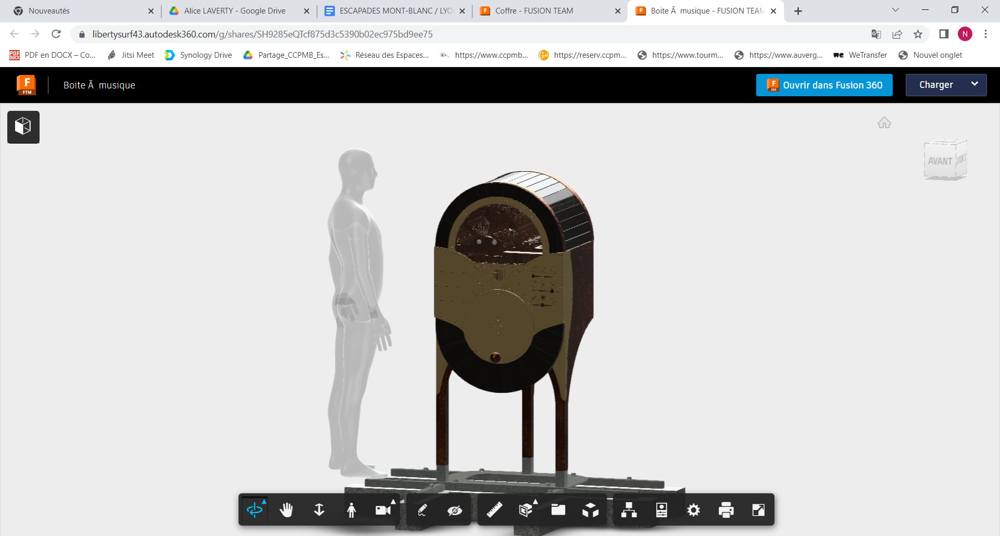 Nouveautés
Alice LAVERTY - Google Drive
ESCAPADES MONT-BLANC / LYO
Coffre - FUSION TEAM
Boite Ã  musique - FUSION TEAM
libertysurf43.autodesk360.com/g/shares/SH9285eQTcf875d3c5390b02ec975bd9ee75
N
PDF en DOCX – Co...
Jitsi Meet
Synology Drive
Partage_CCPMB_Es...
Réseau des Espaces...
https://www.ccpmb...
https://reserv.ccpm...
https://www.tourm...
https://www.auverg...
WeTransfer
Nouvel onglet
F
FTM
Boite Ã  musique
Ouvrir dans Fusion 360
Charger
AVANT
DROITE